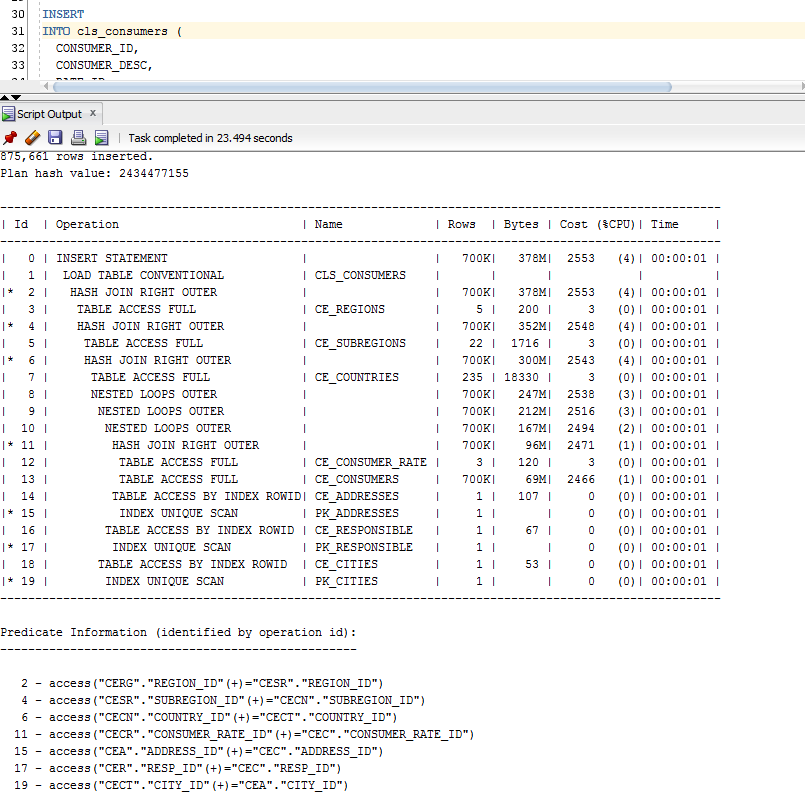 30 INSERT
31 INTO cls_consumers (
32 CONSUMER_ID,
33 CONSUMER_DESC,
Script Output x
Task completed in 23.494 seconds
875,661 rows inserted.
Plan hash value: 2434477155
---------------------------------------------------------------------------------------------------------
| Id  | Operation                           | Name             | Rows  | Bytes | Cost (%CPU)| Time     |
---------------------------------------------------------------------------------------------------------
|   0 | INSERT STATEMENT                    |                  |   700K|   378M|  2553   (4)| 00:00:01 |
|   1 |  LOAD TABLE CONVENTIONAL            | CLS_CONSUMERS    |       |       |            |          |
|*  2 |   HASH JOIN RIGHT OUTER             |                  |   700K|   378M|  2553   (4)| 00:00:01 |
|   3 |    TABLE ACCESS FULL                | CE_REGIONS       |     5 |   200 |     3   (0)| 00:00:01 |
|*  4 |    HASH JOIN RIGHT OUTER            |                  |   700K|   352M|  2548   (4)| 00:00:01 |
|   5 |     TABLE ACCESS FULL               | CE_SUBREGIONS    |    22 |  1716 |     3   (0)| 00:00:01 |
|*  6 |     HASH JOIN RIGHT OUTER           |                  |   700K|   300M|  2543   (4)| 00:00:01 |
|   7 |      TABLE ACCESS FULL              | CE_COUNTRIES     |   235 | 18330 |     3   (0)| 00:00:01 |
|   8 |      NESTED LOOPS OUTER             |                  |   700K|   247M|  2538   (3)| 00:00:01 |
|   9 |       NESTED LOOPS OUTER            |                  |   700K|   212M|  2516   (3)| 00:00:01 |
|  10 |        NESTED LOOPS OUTER           |                  |   700K|   167M|  2494   (2)| 00:00:01 |
|* 11 |         HASH JOIN RIGHT OUTER       |                  |   700K|    96M|  2471   (1)| 00:00:01 |
|  12 |          TABLE ACCESS FULL          | CE_CONSUMER_RATE |     3 |   120 |     3   (0)| 00:00:01 |
|  13 |          TABLE ACCESS FULL          | CE_CONSUMERS     |   700K|    69M|  2466   (1)| 00:00:01 |
|  14 |         TABLE ACCESS BY INDEX ROWID| CE_ADDRESSES     |     1 |   107 |     0   (0)| 00:00:01 |
|* 15 |          INDEX UNIQUE SCAN          | PK_ADDRESSES     |     1 |       |     0   (0)| 00:00:01 |
|  16 |        TABLE ACCESS BY INDEX ROWID  | CE_RESPONSIBLE   |     1 |    67 |     0   (0)| 00:00:01 |
|* 17 |         INDEX UNIQUE SCAN           | PK_RESPONSIBLE   |     1 |       |     0   (0)| 00:00:01 |
|  18 |       TABLE ACCESS BY INDEX ROWID   | CE_CITIES        |     1 |    53 |     0   (0)| 00:00:01 |
|* 19 |        INDEX UNIQUE SCAN            | PK_CITIES        |     1 |       |     0   (0)| 00:00:01 |
---------------------------------------------------------------------------------------------------------
Predicate Information (identified by operation id):
---------------------------------------------------
2 - access("CERG"."REGION_ID"(+)="CESR"."REGION_ID")
4 - access("CESR"."SUBREGION_ID"(+)="CECN"."SUBREGION_ID")
6 - access("CECN"."COUNTRY_ID"(+)="CECT"."COUNTRY_ID")
11 - access("CECR"."CONSUMER_RATE_ID"(+)="CEC"."CONSUMER_RATE_ID")
15 - access("CEA"."ADDRESS_ID"(+)="CEC"."ADDRESS_ID")
17 - access("CER"."RESP_ID"(+)="CEC"."RESP_ID")
19 - access("CECT"."CITY_ID"(+)="CEA"."CITY_ID")